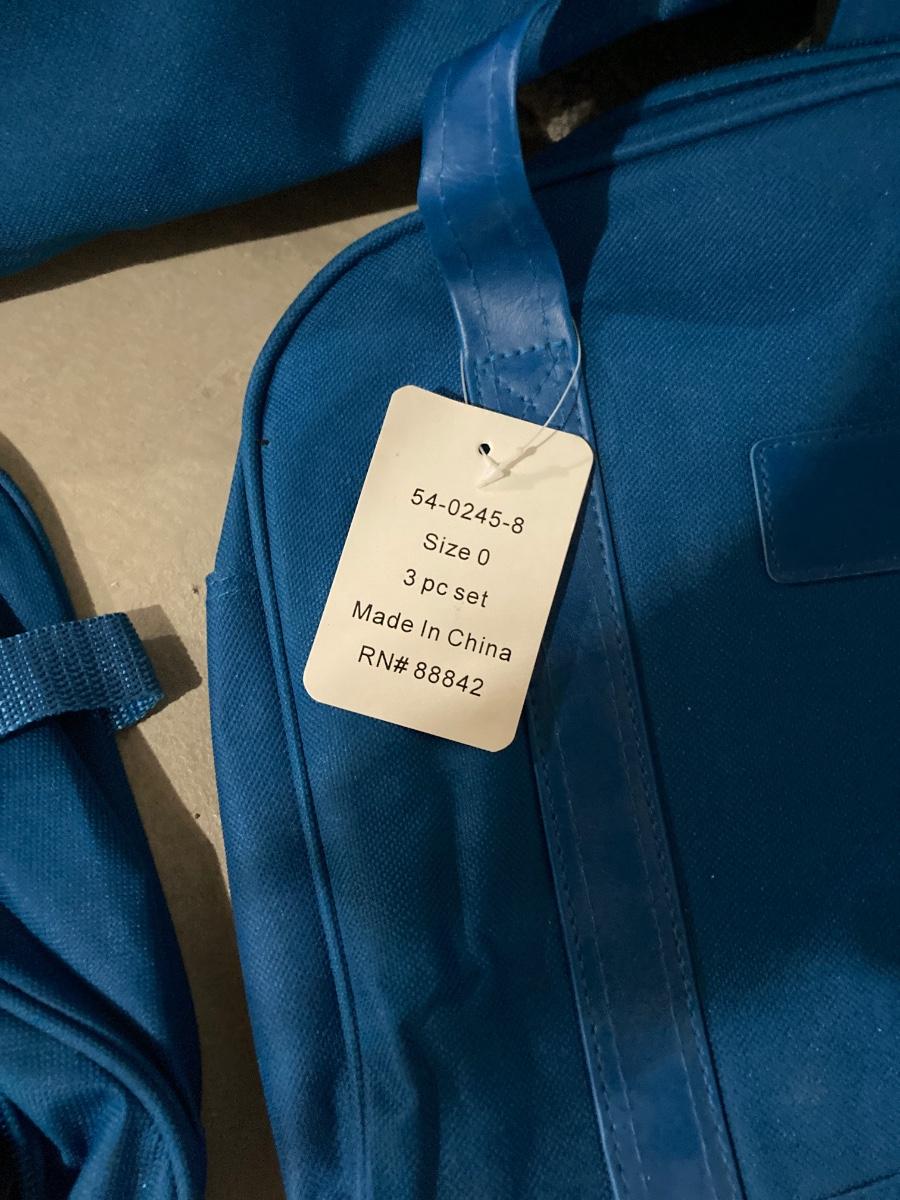 54-0245-8
Size 0
3 pc set
Made In China
RN# 88842